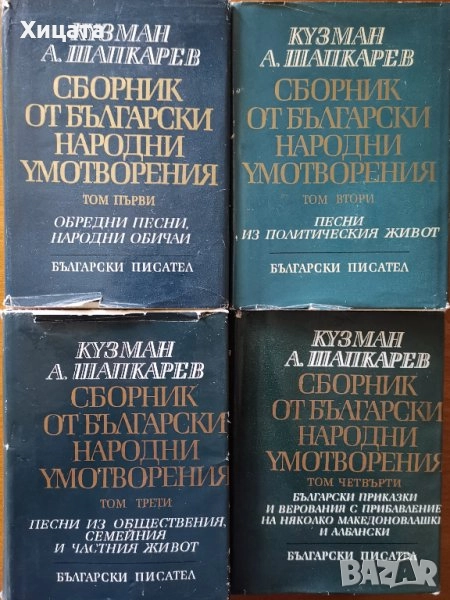 Хицата
КУЗМАН
А. ШАПКАРЕВ
СБОРНИК
ОТ БЪЛГАРСКИ
НАРОДНИ
УМОТВОРЕНИЯ
ТОМ ПЪРВИ
ОБРЕДНИ ПЕСНИ,
НАРОДНИ ОБИЧАИ
БЪЛГАРСКИ ПИСАТЕЛ
КУЗМАН
А. ШАПКАРЕВ
СБОРНИК
ОТ БЪЛГАРСКИ
НАРОДНИ
УМОТВОРЕНИЯ
ТОМ ВТОРИ
ПЕСНИ
ИЗ ПОЛИТИЧЕСКИЯ ЖИВОТ
БЪЛГАРСКИ ПИСАТЕЛ
КУЗМАН
А. ШАПКАРЕВ
СБОРНИК
ОТ БЪЛГАРСКИ
НАРОДНИ
УМОТВОРЕНИЯ
ТОМ ТРЕТИ
ПЕСНИ ИЗ ОБЩЕСТВЕНИЯ,
СЕМЕЙНИЯ
И ЧАСТНИЯ ЖИВОТ
БЪЛГАРСКИ ПИСАТЕЛ
КУЗМАН
А. ШАПКАРЕВ
СБОРНИК
ОТ БЪЛГАРСКИ
НАРОДНИ
УМОТВОРЕНИЯ
ТОМ ЧЕТВЪРТИ
БЪЛГАРСКИ ПРИКАЗКИ
И ВЕРОВАНИЯ С ПРИБАВЛЕНИЕ
НА НЯКОЛКО МАКЕДОНОВЛАШКИ
И АЛБАНСКИ
БЪЛГАРСКИ ПИСАТЕЛ
BAZAR
.bg